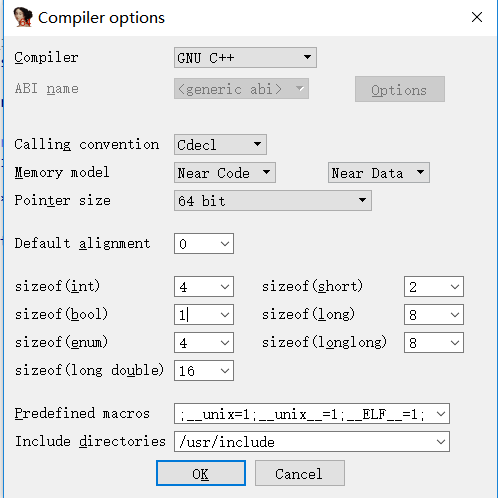 Compiler options
Compiler GNU C++
ABI name <generic abi> Options
Calling convention Cdecl
Memory model Near Code Near Data
Pointer size 64 bit
Default alignment 0
sizeof(int) 4 sizeof(short) 2
sizeof(bool) 1 sizeof(long) 8
sizeof(enum) 4 sizeof(longlong) 8
sizeof(long double) 16
Predefined macros ;__unix=1;__unix__=1;__ELF__=1;
Include directories /usr/include
OK Cancel